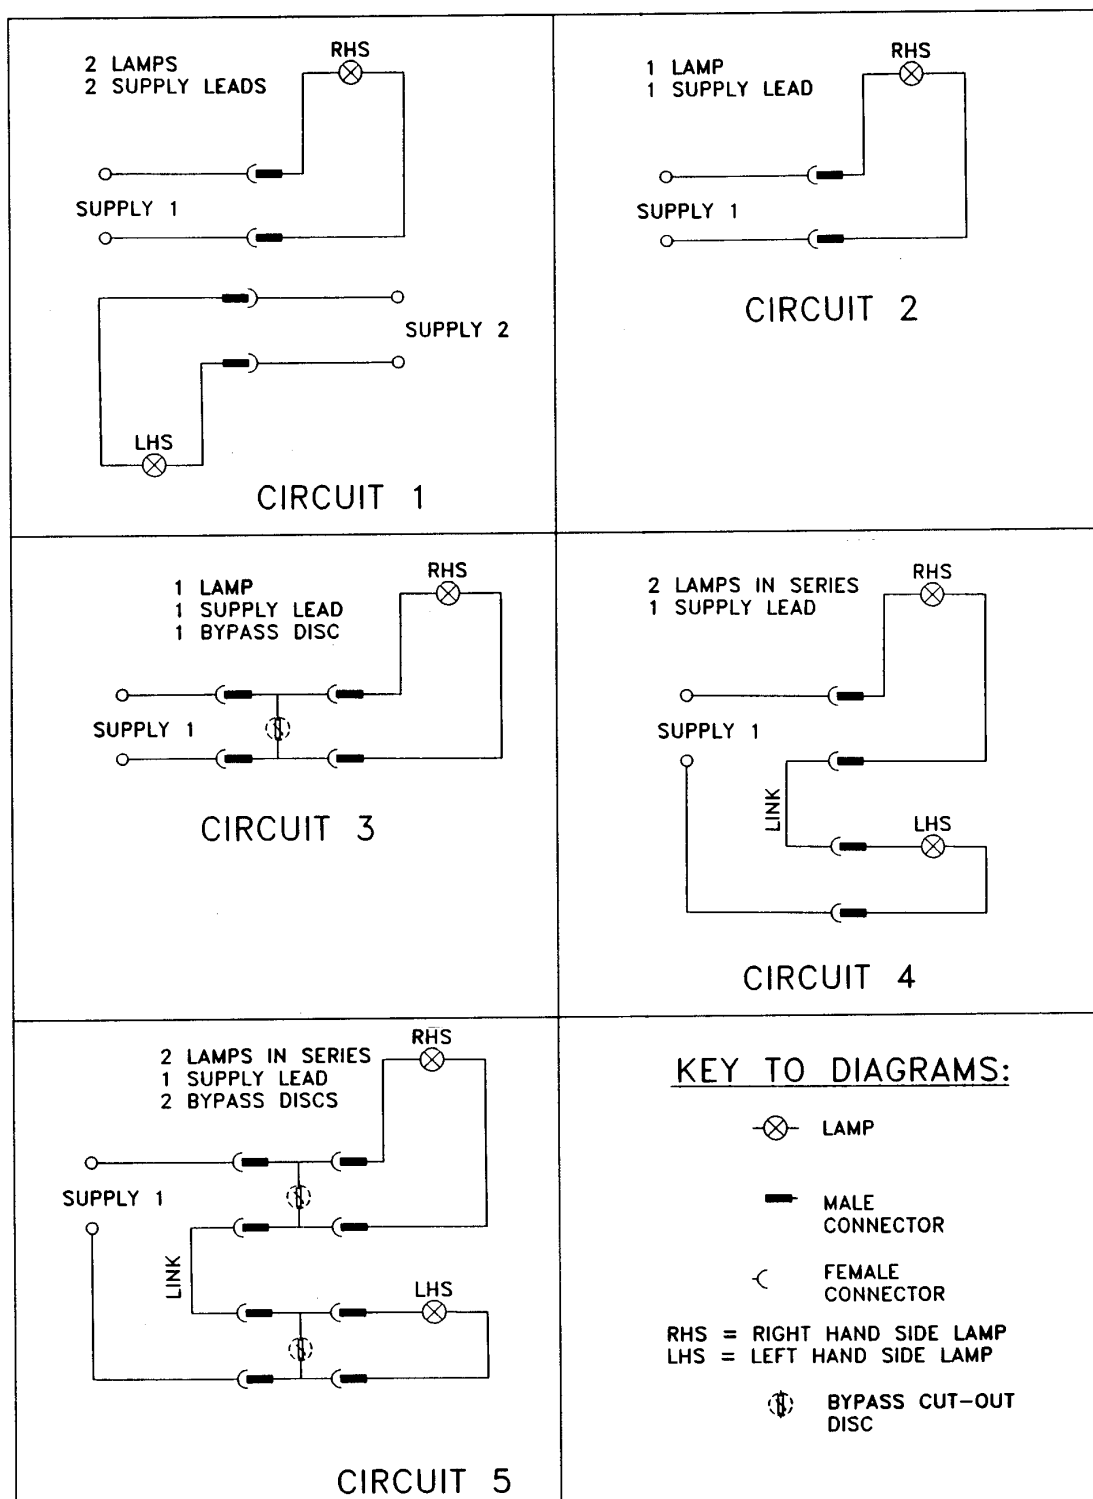 2 LAMPS
2 SUPPLY LEADS
RHS
SUPPLY 1
SUPPLY 2
LHS
CIRCUIT 1
1 LAMP
1 SUPPLY LEAD
RHS
SUPPLY 1
CIRCUIT 2
1 LAMP
1 SUPPLY LEAD
1 BYPASS DISC
RHS
SUPPLY 1
CIRCUIT 3
2 LAMPS IN SERIES
1 SUPPLY LEAD
RHS
SUPPLY 1
LINK
LHS
CIRCUIT 4
2 LAMPS IN SERIES
1 SUPPLY LEAD
2 BYPASS DISCS
RHS
SUPPLY 1
LINK
LHS
CIRCUIT 5
KEY TO DIAGRAMS:
LAMP
MALE
CONNECTOR
FEMALE
CONNECTOR
RHS = RIGHT HAND SIDE LAMP
LHS = LEFT HAND SIDE LAMP
BYPASS CUT-OUT
DISC